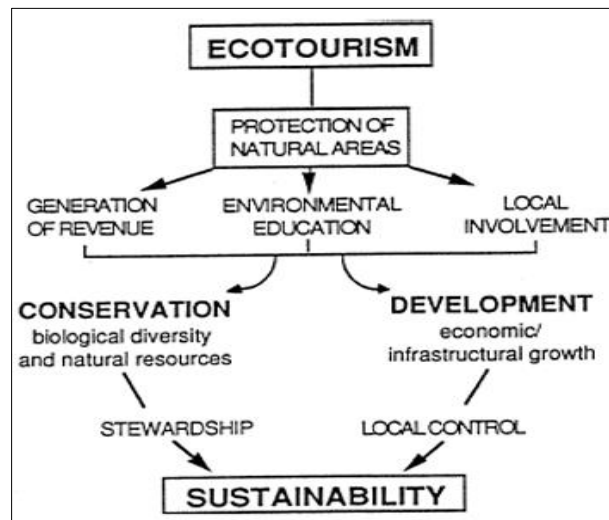 ECOTOURISM
PROTECTION OF
NATURAL AREAS
GENERATION
OF REVENUE
ENVIRONMENTAL
EDUCATION
LOCAL
INVOLVEMENT
CONSERVATION
biological diversity
and natural resources
DEVELOPMENT
economic/
infrastructural growth
STEWARDSHIP
LOCAL CONTROL
SUSTAINABILITY